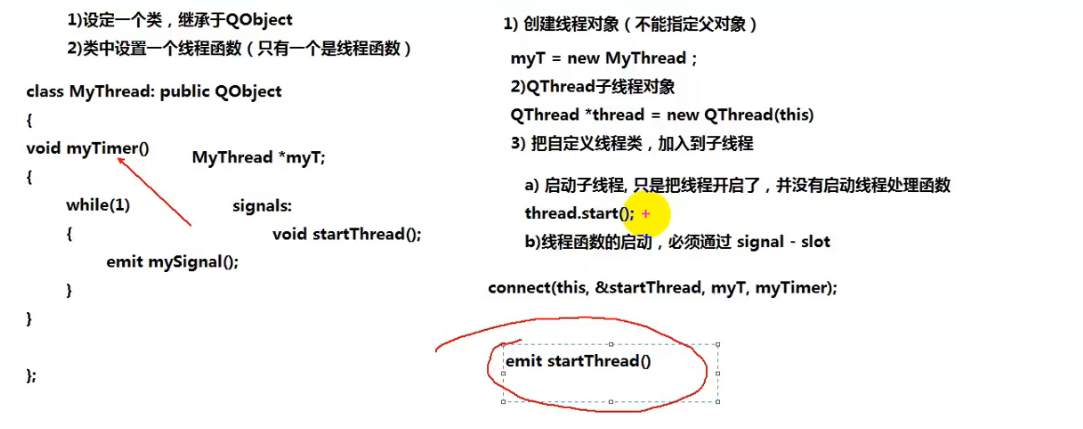 1)设定一个类，继承于QObject
2)类中设置一个线程函数（只有一个是线程函数）
class MyThread: public QObject
{
void myTimer()
{
while(1)
{
emit mySignal();
}
}
};
MyThread *myT;
signals:
void startThread();
1) 创建线程对象（不能指定父对象）
myT = new MyThread；
2)QThread子线程对象
QThread *thread = new QThread(this)
3) 把自定义线程类，加入到子线程
a) 启动子线程, 只是把线程开启了，并没有启动线程处理函数
thread.start();
b)线程函数的启动，必须通过 signal - slot
connect(this, &startThread, myT, myTimer);
emit startThread()